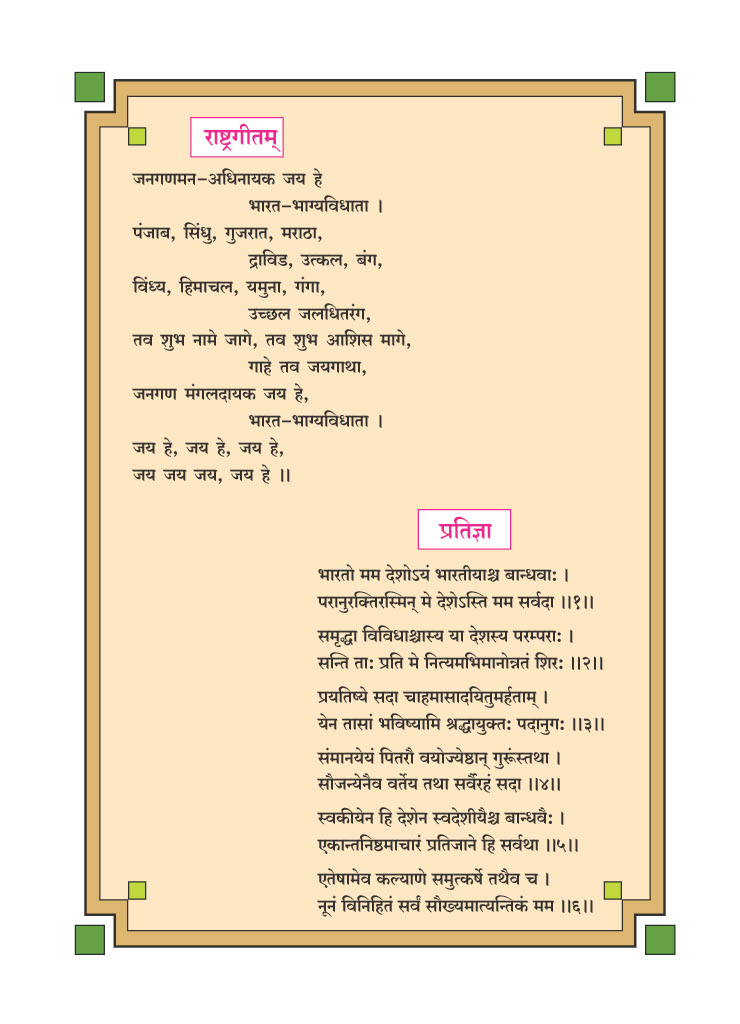 राष्ट्रगीतम्
जनगणमन–अधिनायक जय हे
भारत–भाग्यविधाता ।
पंजाब, सिंधु, गुजरात, मराठा,
द्राविड, उत्कल, बंग,
विंध्य, हिमाचल, यमुना, गंगा,
उच्छल जलधितरंग,
तव शुभ नामे जागे, तव शुभ आशिस मागे,
गाहे तव जयगाथा,
जनगण मंगलदायक जय हे,
भारत–भाग्यविधाता ।
जय हे, जय हे, जय हे,
जय जय जय, जय हे ।।
प्रतिज्ञा
भारतो मम देशोऽयं भारतीयाश्च बान्धवाः ।
परानुरक्तिरस्मिन् मे देशेऽस्ति मम सर्वदा ।।१।।
समृद्धा विविधाश्चास्य या देशस्य परम्पराः ।
सन्ति ताः प्रति मे नित्यमभिमानोन्नतं शिरः ।।२।।
प्रयतिष्ये सदा चाहमासादयितुमर्हताम् ।
येन तासां भविष्यामि श्रद्धायुक्तः पदानुगः ।।३।।
संमानयेयं पितरौ वयोज्येष्ठान् गुरूंस्तथा ।
सौजन्येनैव वर्तेय तथा सर्वैरहं सदा ।।४।।
स्वकीयेन हि देशेन स्वदेशीयैश्च बान्धवैः ।
एकान्तनिष्ठमाचारं प्रतिजाने हि सर्वथा ।।५।।
एतेषामेव कल्याणे समुत्कर्षे तथैव च ।
नूनं विनिहितं सर्वं सौख्यमात्यन्तिकं मम ।।६।।